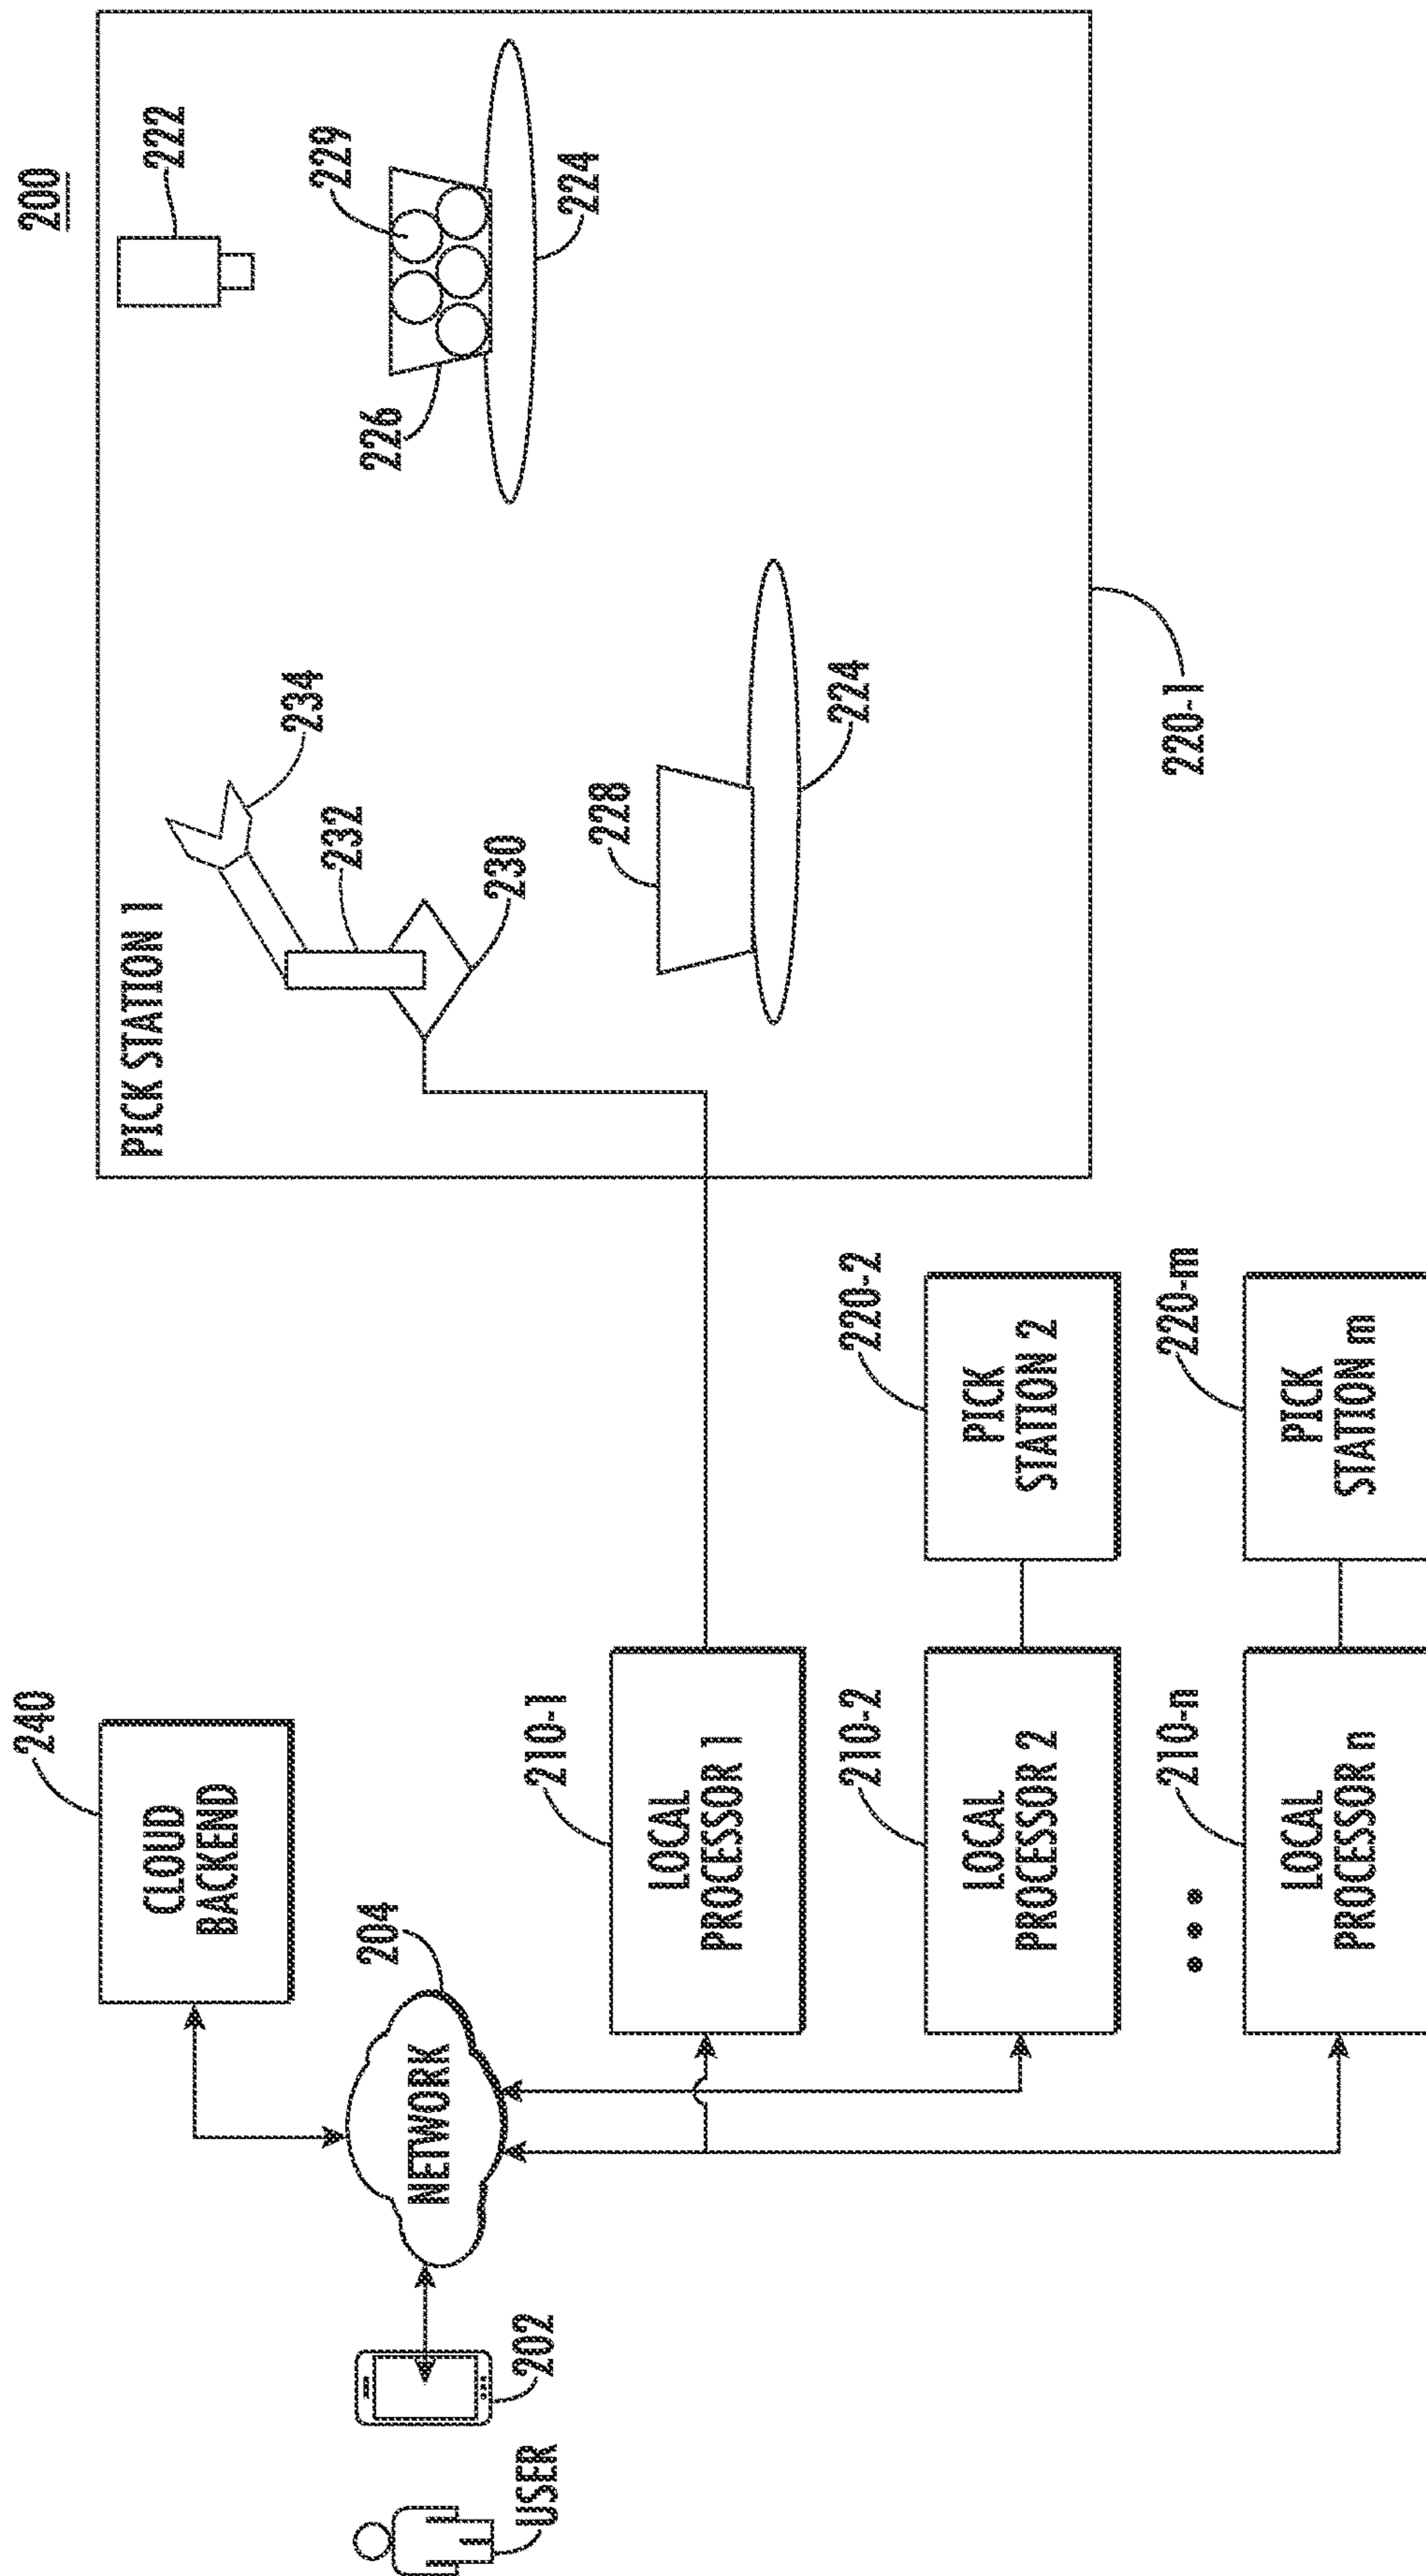 200
PICK STATION 1
222
229
226
224
234
232
230
228
224
220-1
240
CLOUD
BACKEND
204
NETWORK
202
USER
210-1
LOCAL
PROCESSOR 1
210-2
LOCAL
PROCESSOR 2
220-2
PICK
STATION 2
210-n
LOCAL
PROCESSOR n
220-m
PICK
STATION m